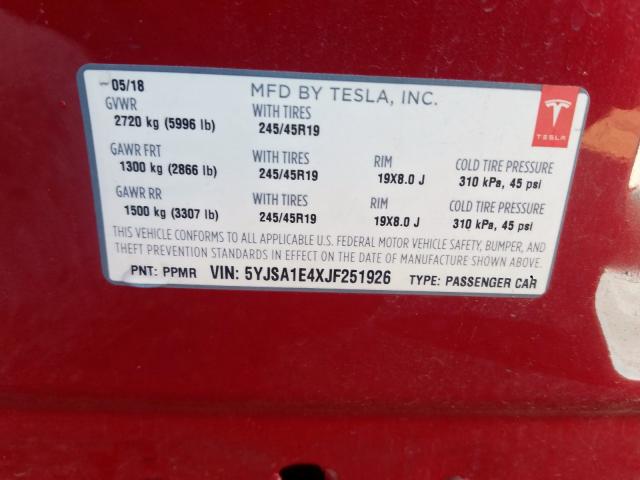 05/18 MFD BY TESLA, INC.
GVWR WITH TIRES
2720 kg (5996 lb) 245/45R19
TESLA
GAWR FRT WITH TIRES RIM COLD TIRE PRESSURE
1300 kg (2866 lb) 245/45R19 19X8.0 J 310 kPa, 45 psi
GAWR RR WITH TIRES RIM COLD TIRE PRESSURE
1500 kg (3307 lb) 245/45R19 19X8.0 J 310 kPa, 45 psi
THIS VEHICLE CONFORMS TO ALL APPLICABLE U.S. FEDERAL MOTOR VEHICLE SAFETY, BUMPER, AND
THEFT PREVENTION STANDARDS IN EFFECT ON THE DATE OF MANUFACTURE SHOWN ABOVE.
PNT: PPMR VIN: 5YJSA1E4XJF251926 TYPE: PASSENGER CAR